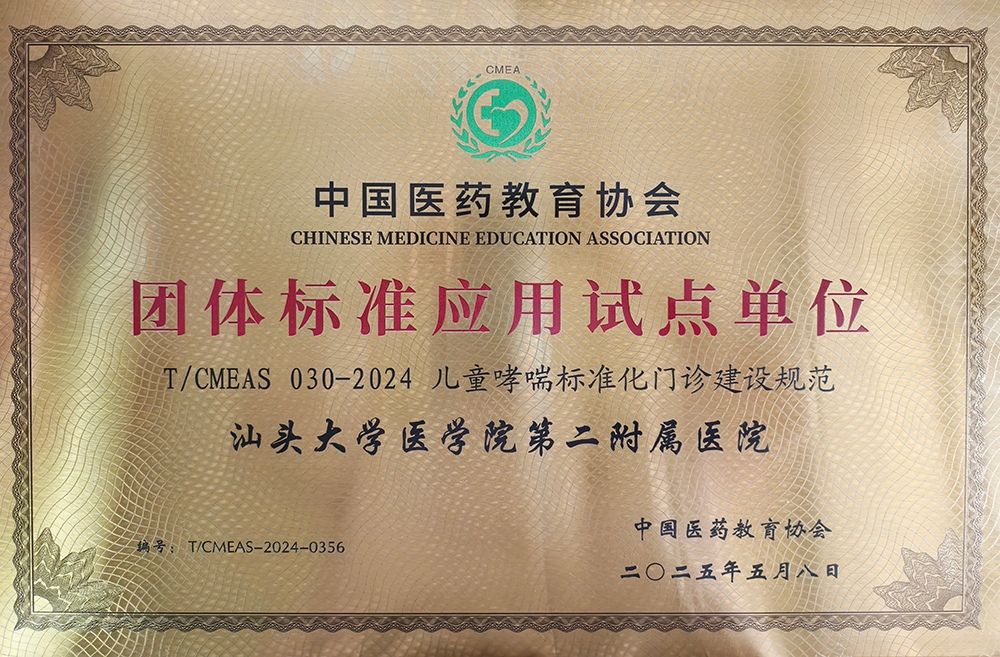 CMEA
中国医药教育协会
CHINESE MEDICINE EDUCATION ASSOCIATION
团体标准应用试点单位
T/CMEAS 030-2024 儿童哮喘标准化门诊建设规范
汕头大学医学院第二附属医院
编号：T/CMEAS-2024-0356
中国医药教育协会
二〇二五年五月八日